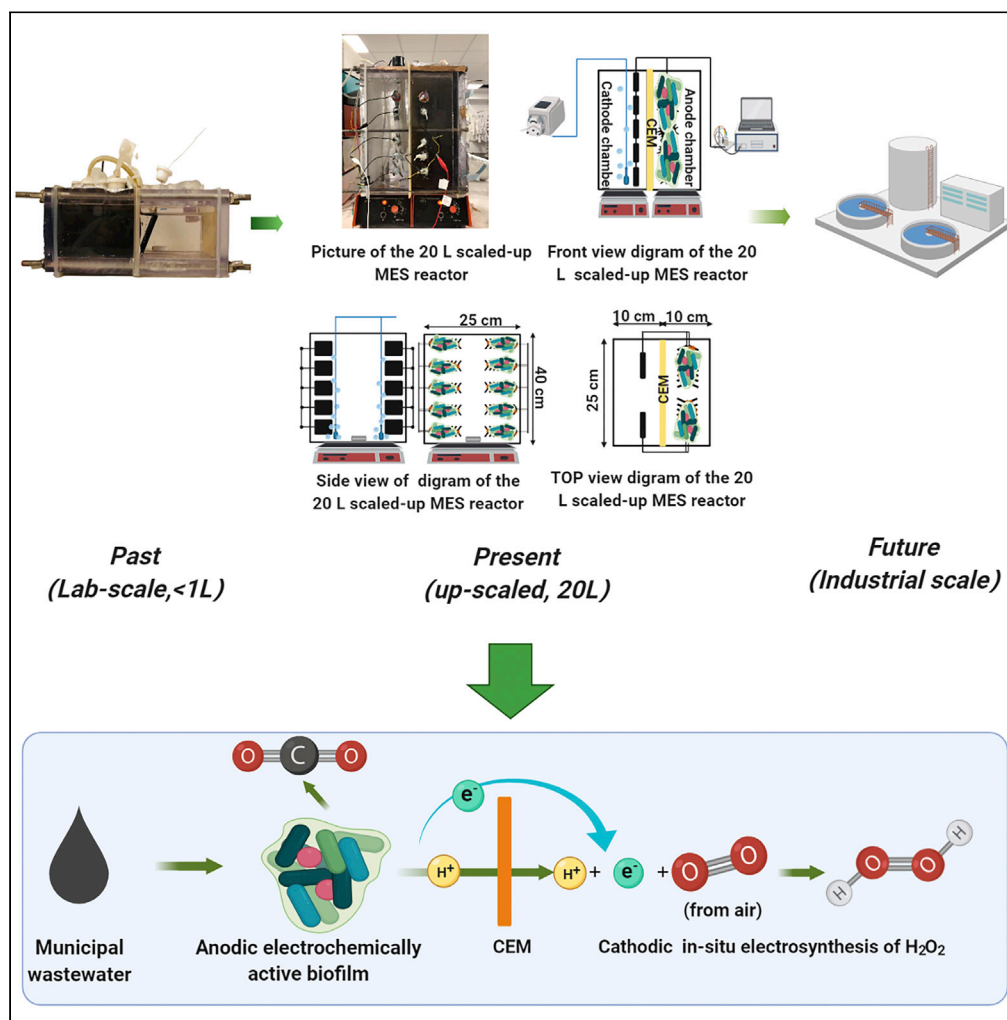 Cathode chamber
CEM
Anode chamber
Picture of the 20 L scaled-up
MES reactor
Front view digram of the 20
L scaled-up MES reactor
25 cm
40 cm
10 cm
10 cm
25 cm
CEM
Side view of digram of the
20 L scaled-up MES reactor
TOP view digram of the 20
L scaled-up MES reactor
Past
(Lab-scale,<1L)
Present
(up-scaled, 20L)
Future
(Industrial scale)
O C O
e-
H+
H+ + e- + O O
H O O H
(from air)
Municipal
wastewater
Anodic electrochemically
active biofilm
CEM
Cathodic in-situ electrosynthesis of H₂O₂